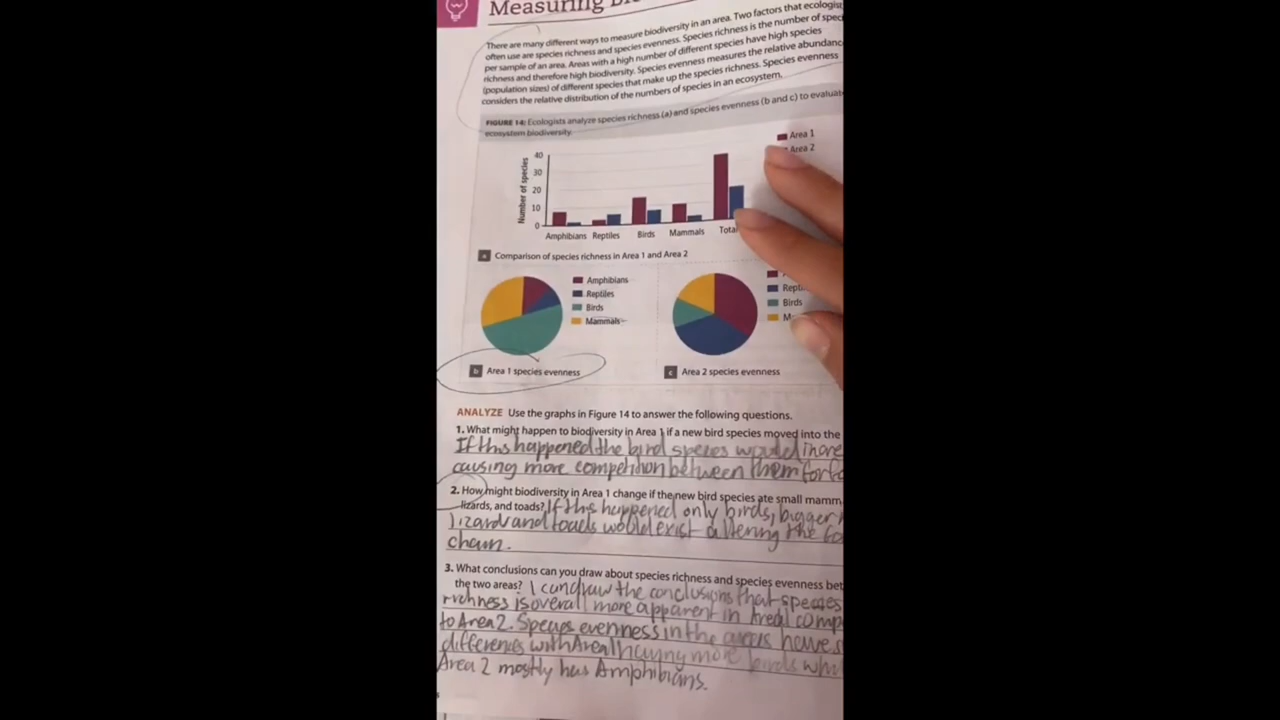 Measuring
There are many different ways to measure biodiversity in an area. Two factors that ecologist
often use are species richness and species evenness. Species richness is the number of spec
per sample of an area. Areas with a high number of different species have high species
richness and therefore high biodiversity. Species evenness measures the relative abundanc
(population sizes) of different species that make up the species richness. Species evenness
considers the relative distribution of the numbers of species in an ecosystem.
FIGURE 14: Ecologists analyze species richness (a) and species evenness (b and c) to evaluat
ecosystem biodiversity.
Number of species
40
30
20
10
0
Amphibians Reptiles Birds Mammals Total
Area 1
Area 2
a Comparison of species richness in Area 1 and Area 2
Amphibians
Reptiles
Birds
Mammals
Repti
Birds
M
b Area 1 species evenness
c Area 2 species evenness
ANALYZE Use the graphs in Figure 14 to answer the following questions.
1. What might happen to biodiversity in Area 1 if a new bird species moved into the
If this happened the bird species would incre
causing more competition between them for fo
2. How might biodiversity in Area 1 change if the new bird species ate small mamm
lizards, and toads? If this happened only birds, bigger
lizard and toads would exist altering the fo
chain.
3. What conclusions can you draw about species richness and species evenness bet
the two areas? I can draw the conclusions that species
richness is overall more apparent in Area1 comp
to Area 2. Species evenness in the areas have s
differences with Area1 having more birds whi
Area 2 mostly has Amphibians.